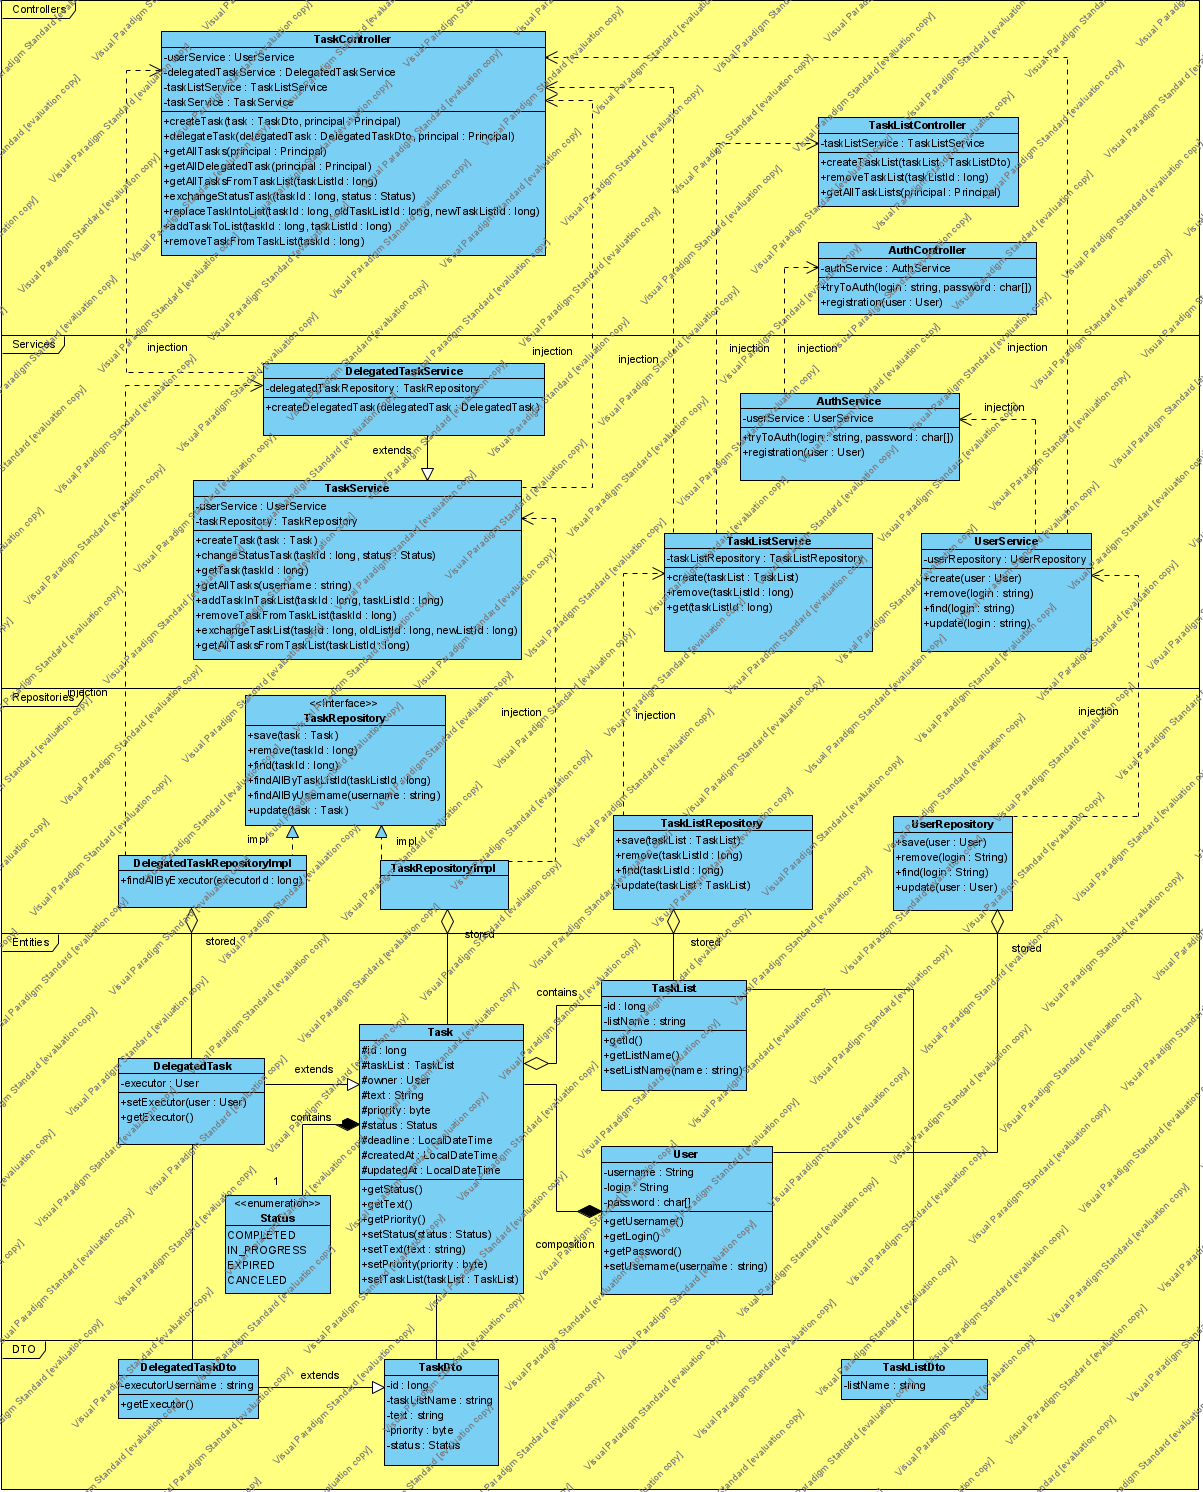 Controllers
TaskController
-userService : UserService
-delegatedTaskService : DelegatedTaskService
-taskListService : TaskListService
-taskService : TaskService
+createTask(task : TaskDto, principal : Principal)
+delegateTask(delegatedTask : DelegatedTaskDto, principal : Principal)
+getAllTasks(principal : Principal)
+getAllDelegatedTask(principal : Principal)
+getAllTasksFromTaskList(taskListId : long)
+exchangeStatusTask(taskId : long, status : Status)
+replaceTaskIntoList(taskId : long, oldTaskListId : long, newTaskListId : long)
+addTaskToList(taskId : long, taskListId : long)
+removeTaskFromTaskList(taskId : long)
TaskListController
-taskListService : TaskListService
+createTaskList(taskList : TaskListDto)
+removeTaskList(taskListId : long)
+getAllTaskLists(principal : Principal)
AuthController
-authService : AuthService
+tryToAuth(login : string, password : char[])
+registration(user : User)
Services
injection
injection
injection
injection
injection
injection
DelegatedTaskService
-delegatedTaskRepository : TaskRepository
+createDelegatedTask(delegatedTask : DelegatedTask)
extends
AuthService
-userService : UserService
+tryToAuth(login : string, password : char[])
+registration(user : User)
injection
TaskService
-userService : UserService
-taskRepository : TaskRepository
+createTask(task : Task)
+changeStatusTask(taskId : long, status : Status)
+getTask(taskId : long)
+getAllTasks(username : string)
+addTaskInTaskList(taskId : long, taskListId : long)
+removeTaskFromTaskList(taskId : long)
+exchangeTaskList(taskId : long, oldListId : long, newListId : long)
+getAllTasksFromTaskList(taskListId : long)
TaskListService
-taskListRepository : TaskListRepository
+create(taskList : TaskList)
+remove(taskListId : long)
+get(taskListId : long)
UserService
-userRepository : UserRepository
+create(user : User)
+remove(login : string)
+find(login : string)
+update(login : string)
Repositories
injection
injection
injection
injection
<<Interface>>
TaskRepository
+save(task : Task)
+remove(taskId : long)
+find(taskId : long)
+findAllByTaskListId(taskListId : long)
+findAllByUsername(username : string)
+update(task : Task)
impl
impl
DelegatedTaskRepositoryImpl
+findAllByExecutor(executorId : long)
TaskRepositoryImpl
TaskListRepository
+save(taskList : TaskList)
+remove(taskListId : long)
+find(taskListId : long)
+update(taskList : TaskList)
UserRepository
+save(user : User)
+remove(login : String)
+find(login : String)
+update(user : User)
Entities
stored
stored
stored
stored
TaskList
-id : long
-listName : string
+getId()
+getListName()
+setListName(name : string)
contains
Task
#id : long
#taskList : TaskList
#owner : User
#text : String
#priority : byte
#status : Status
#deadline : LocalDateTime
#createdAt : LocalDateTime
#updatedAt : LocalDateTime
+getStatus()
+getText()
+getPriority()
+setStatus(status : Status)
+setText(text : string)
+setPriority(priority : byte)
+setTaskList(taskList : TaskList)
DelegatedTask
-executor : User
+setExecutor(user : User)
+getExecutor()
extends
contains
1
<<enumeration>>
Status
COMPLETED
IN_PROGRESS
EXPIRED
CANCELED
User
-username : String
-login : String
-password : char[]
+getUsername()
+getLogin()
+getPassword()
+setUsername(username : string)
composition
DTO
DelegatedTaskDto
-executorUsername : string
+getExecutor()
extends
TaskDto
-id : long
-taskListName : string
-text : string
-priority : byte
-status : Status
TaskListDto
-listName : string
Visual Paradigm Standard [evaluation copy]